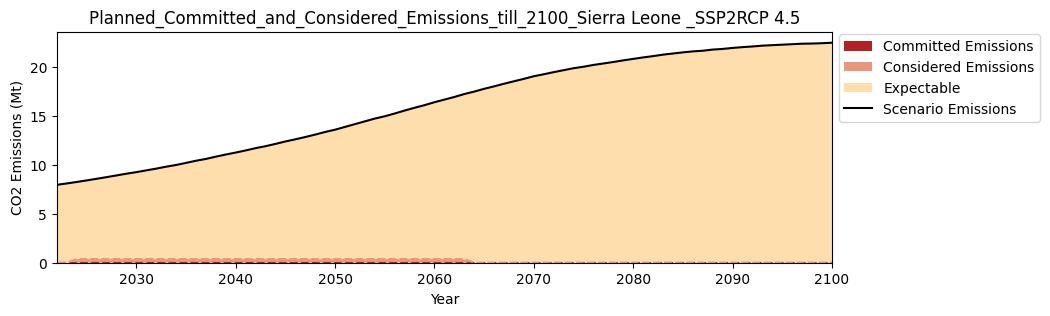 Planned_Committed_and_Considered_Emissions_till_2100_Sierra Leone _SSP2RCP 4.5
Committed Emissions
Considered Emissions
Expectable
Scenario Emissions
CO2 Emissions (Mt)
20
15
10
5
0
2030
2040
2050
2060
2070
2080
2090
2100
Year